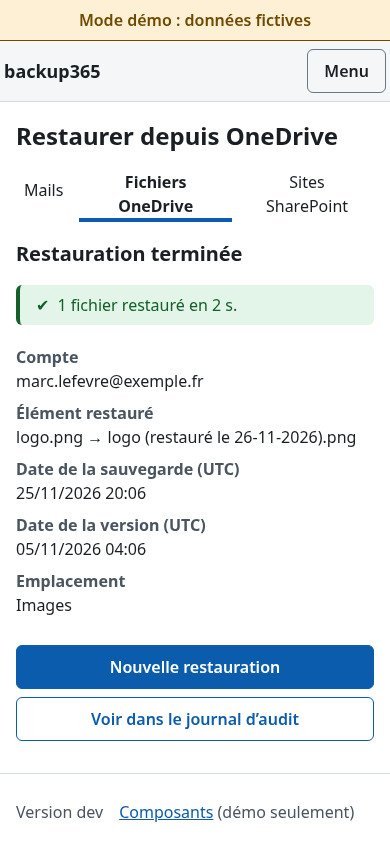 Mode démo : données fictives
backup365
Menu
Restaurer depuis OneDrive
Mails
Fichiers
OneDrive
Sites
SharePoint
Restauration terminée
✔ 1 fichier restauré en 2 s.
Compte
marc.lefevre@exemple.fr
Élément restauré
logo.png → logo (restauré le 26-11-2026).png
Date de la sauvegarde (UTC)
25/11/2026 20:06
Date de la version (UTC)
05/11/2026 04:06
Emplacement
Images
Nouvelle restauration
Voir dans le journal d’audit
Version dev Composants (démo seulement)